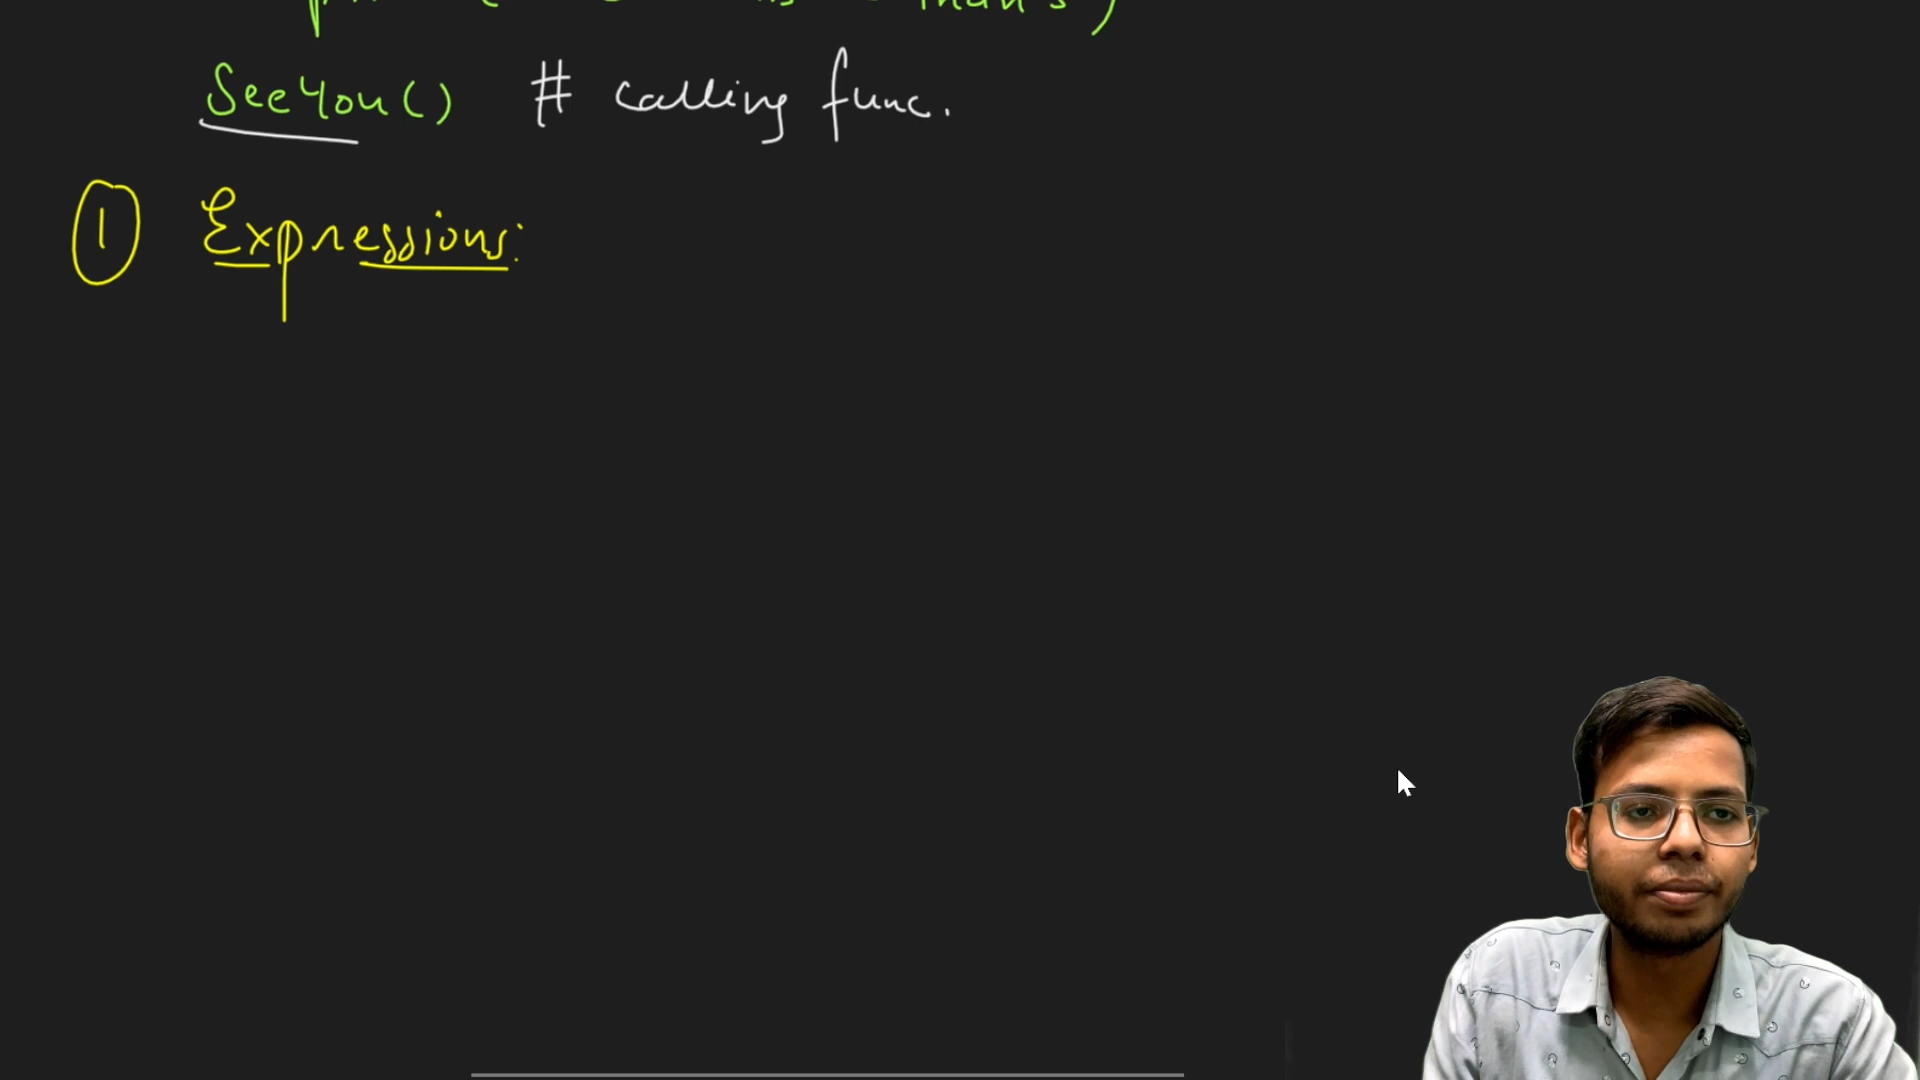 SeeYou() # calling func.
① Expressions: